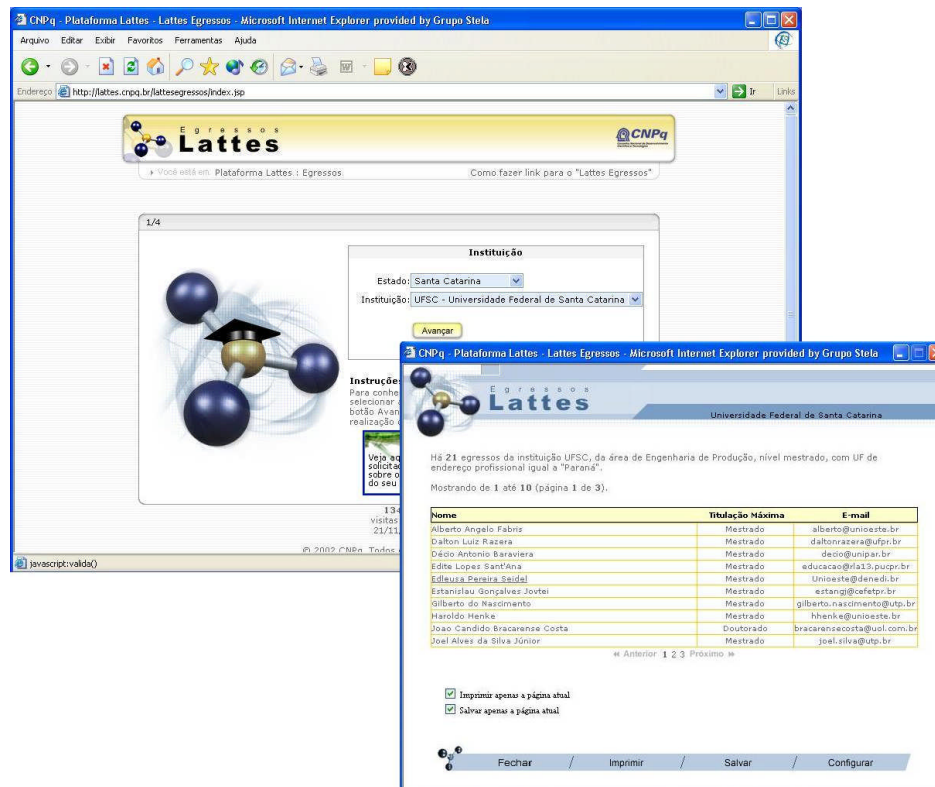 CNPq - Plataforma Lattes - Lattes Egressos - Microsoft Internet Explorer provided by Grupo Stela
Arquivo Editar Exibir Favoritos Ferramentas Ajuda
Endereço http://lattes.cnpq.br/lattesegressos/index.jsp Ir Links
Egressos
Lattes
CNPq
Você está em Plataforma Lattes : Egressos Como fazer link para o "Lattes Egressos"
1/4
Instituição
Estado: Santa Catarina
Instituição: UFSC - Universidade Federal de Santa Catarina
Avançar
Instruções
Para conhe
selecionar a
botão Avan
realização d
Veja aq
solicitaç
sobre o
do seu
134
visitas
21/11
© 2002 CNPq. Todos
javascript:valida()
CNPq - Plataforma Lattes - Lattes Egressos - Microsoft Internet Explorer provided by Grupo Stela
Egressos
Lattes
Universidade Federal de Santa Catarina
Há 21 egressos da instituição UFSC, da área de Engenharia de Produção, nível mestrado, com UF de
endereço profissional igual a "Paraná".
Mostrando de 1 até 10 (página 1 de 3).
Nome Titulação Máxima E-mail
Alberto Angelo Fabris Mestrado alberto@unioeste.br
Dalton Luiz Razera Mestrado daltonrazera@ufpr.br
Décio Antonio Baraviera Mestrado decio@unipar.br
Edite Lopes Sant'Ana Mestrado educacao@rla13.pucpr.br
Edleusa Pereira Seidel Mestrado Unioeste@denedi.br
Estanislau Gonçalves Jovtei Mestrado estangj@cefetpr.br
Gilberto do Nascimento Mestrado gilberto.nascimento@utp.br
Haroldo Henke Mestrado hhenke@unioeste.br
Joao Candido Bracarense Costa Doutorado bracarensecosta@uol.com.br
Joel Alves da Silva Júnior Mestrado joel.silva@utp.br
« Anterior 1 2 3 Próximo »
Imprimir apenas a página atual
Salvar apenas a página atual
Fechar / Imprimir / Salvar / Configurar